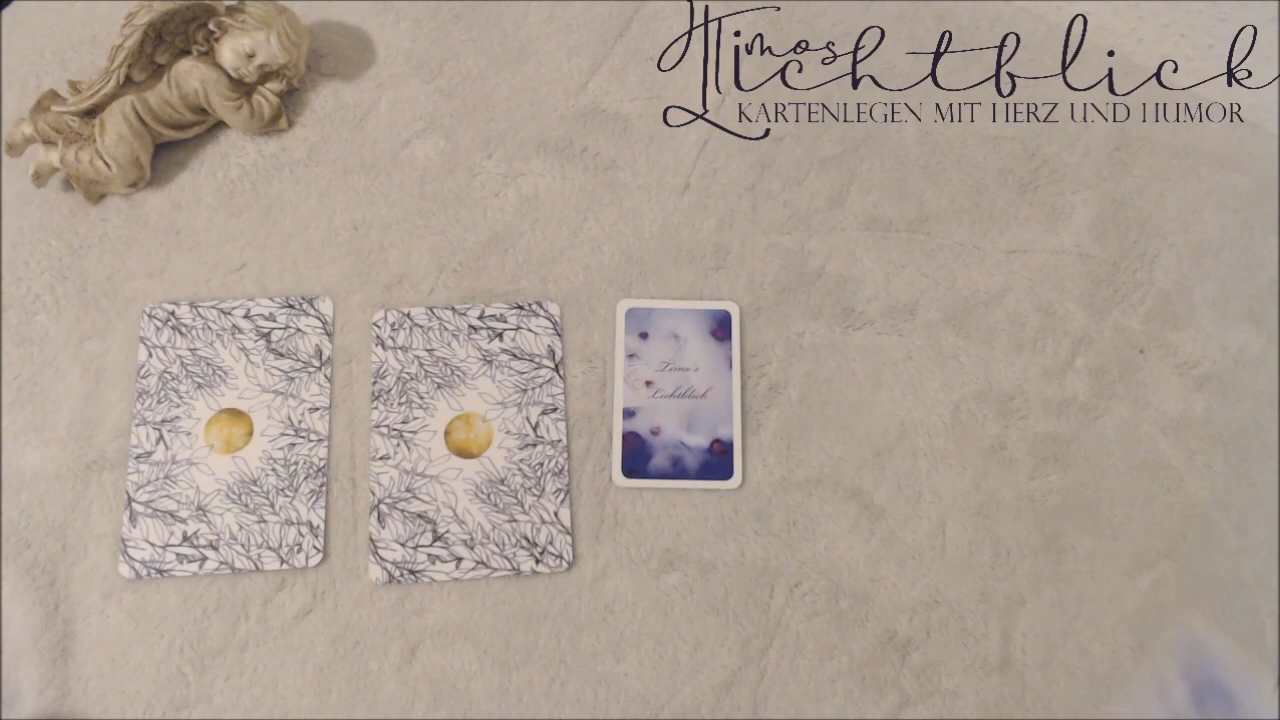 Timos
Lichtblick
KARTENLEGEN MIT HERZ UND HUMOR
Timo's
Lichtblick